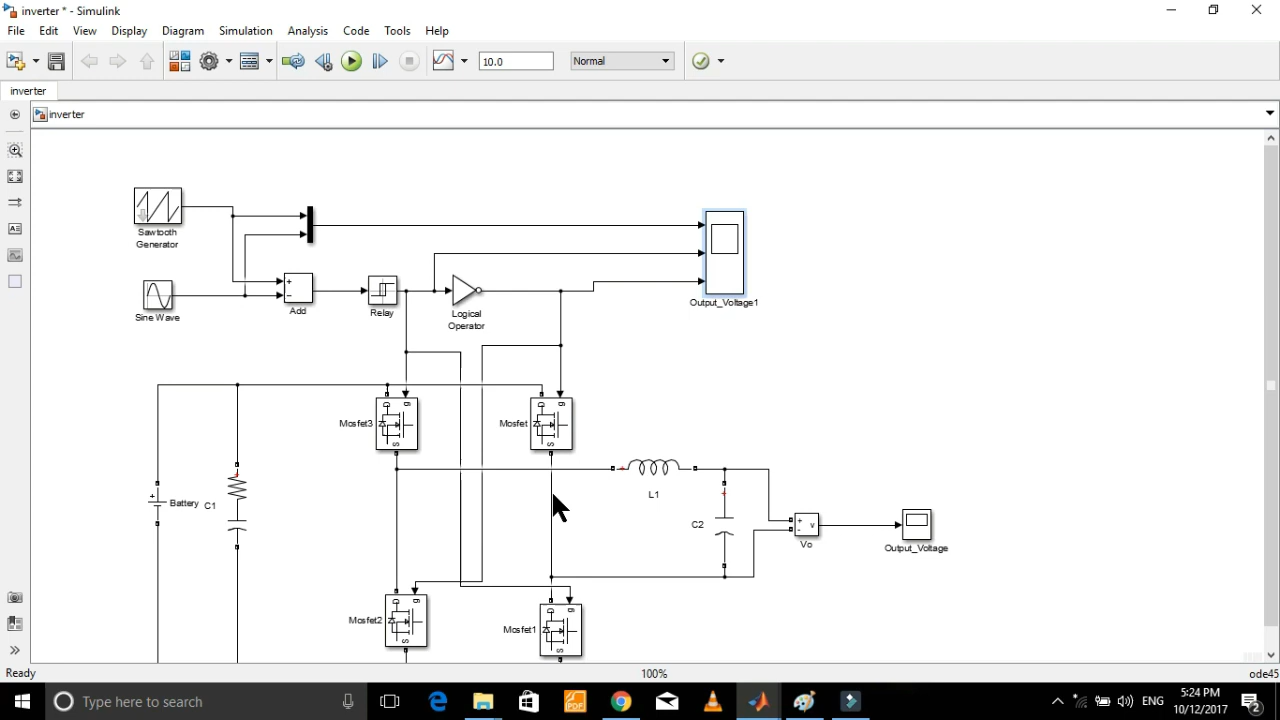 inverter * - Simulink
File Edit View Display Diagram Simulation Analysis Code Tools Help
10.0 Normal
inverter
inverter
Sawtooth
Generator
Sine Wave
+
−
Add
Relay
Logical
Operator
Output_Voltage1
D g
S
Mosfet3
D g
S
Mosfet
+
Battery
+
C1
+
L1
+
C2
+
-
v
Vo
Output_Voltage
D g
S
Mosfet2
D g
S
Mosfet1
Ready 100% ode45
Type here to search
PDF
ENG
5:24 PM
10/12/2017
2